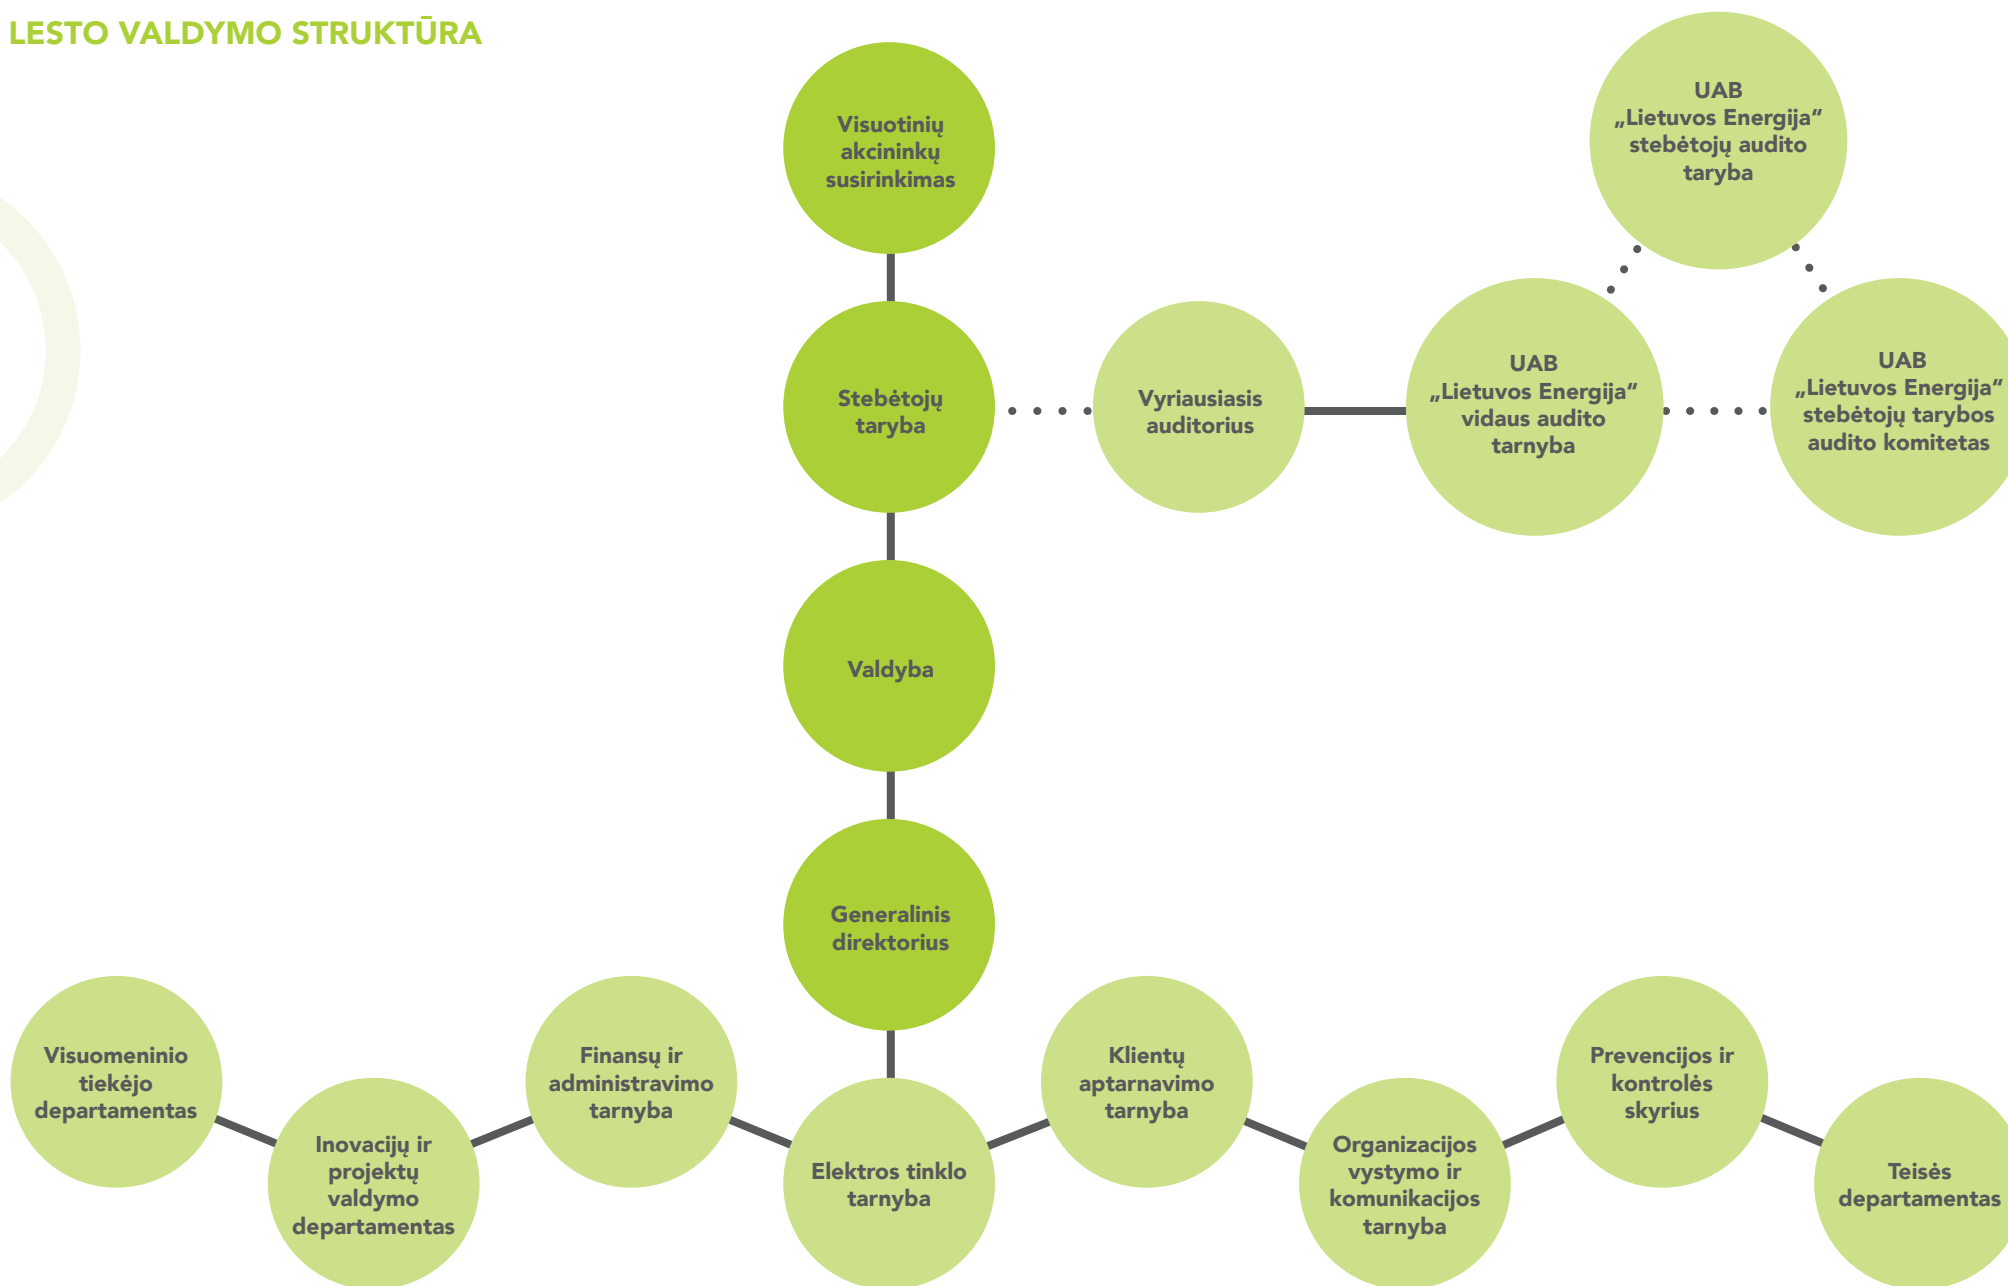 LESTO VALDYMO STRUKTŪRA
Visuotinių
akcininkų
susirinkimas
UAB
„Lietuvos Energija“
stebėtojų audito
taryba
Stebėtojų
taryba
Vyriausiasis
auditorius
UAB
„Lietuvos Energija“
vidaus audito
tarnyba
UAB
„Lietuvos Energija“
stebėtojų tarybos
audito komitetas
Valdyba
Generalinis
direktorius
Visuomeninio
tiekėjo
departamentas
Inovacijų ir
projektų
valdymo
departamentas
Finansų ir
administravimo
tarnyba
Elektros tinklo
tarnyba
Klientų
aptarnavimo
tarnyba
Organizacijos
vystymo ir
komunikacijos
tarnyba
Prevencijos ir
kontrolės
skyrius
Teisės
departamentas